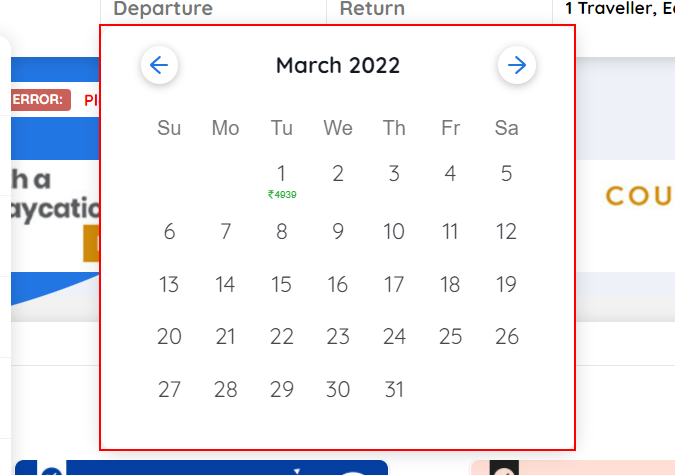 Departure
Return
1 Traveller,
March 2022
ERROR:
Su Mo Tu We Th Fr Sa
h a
1 2 3 4 5
₹4939
COU
6 7 8 9 10 11 12
13 14 15 16 17 18 19
20 21 22 23 24 25 26
27 28 29 30 31